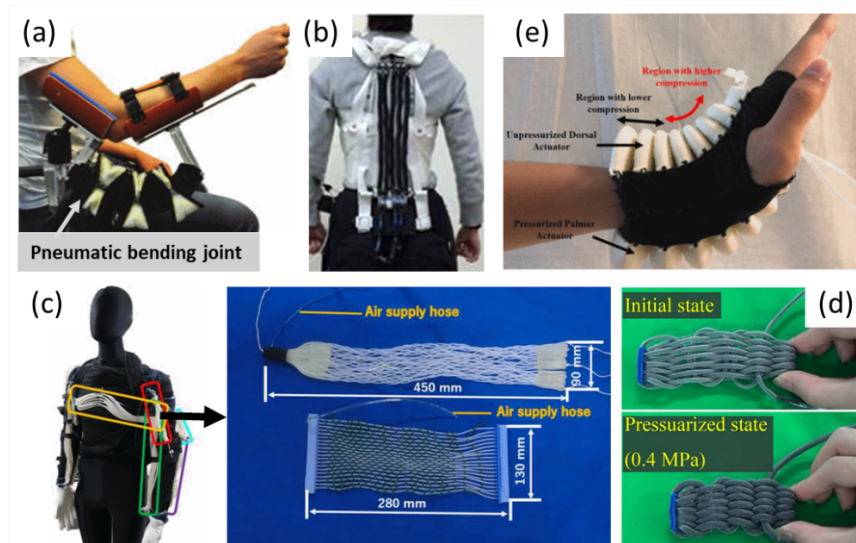 (a)
Pneumatic bending joint
(b)
(e)
Region with higher
compression
Region with lower
compression
Unpressurized Dorsal
Actuator
Pressurized Palmar
Actuator
(c)
Air supply hose
90 mm
450 mm
Air supply hose
130 mm
280 mm
(d)
Initial state
Pressuarized state
(0.4 MPa)